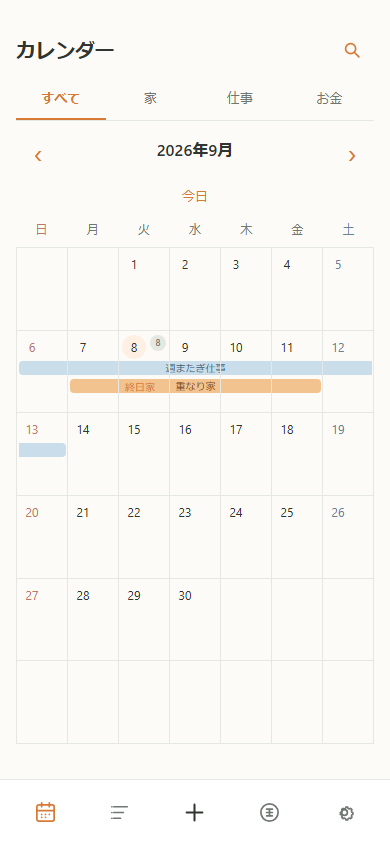 カレンダー
すべて 家 仕事 お金
2026年9月
今日
日 月 火 水 木 金 土
1 2 3 4 5
6 7 8 8 9 10 11 12
週またぎ仕事
終日家 重なり家
13 14 15 16 17 18 19
20 21 22 23 24 25 26
27 28 29 30